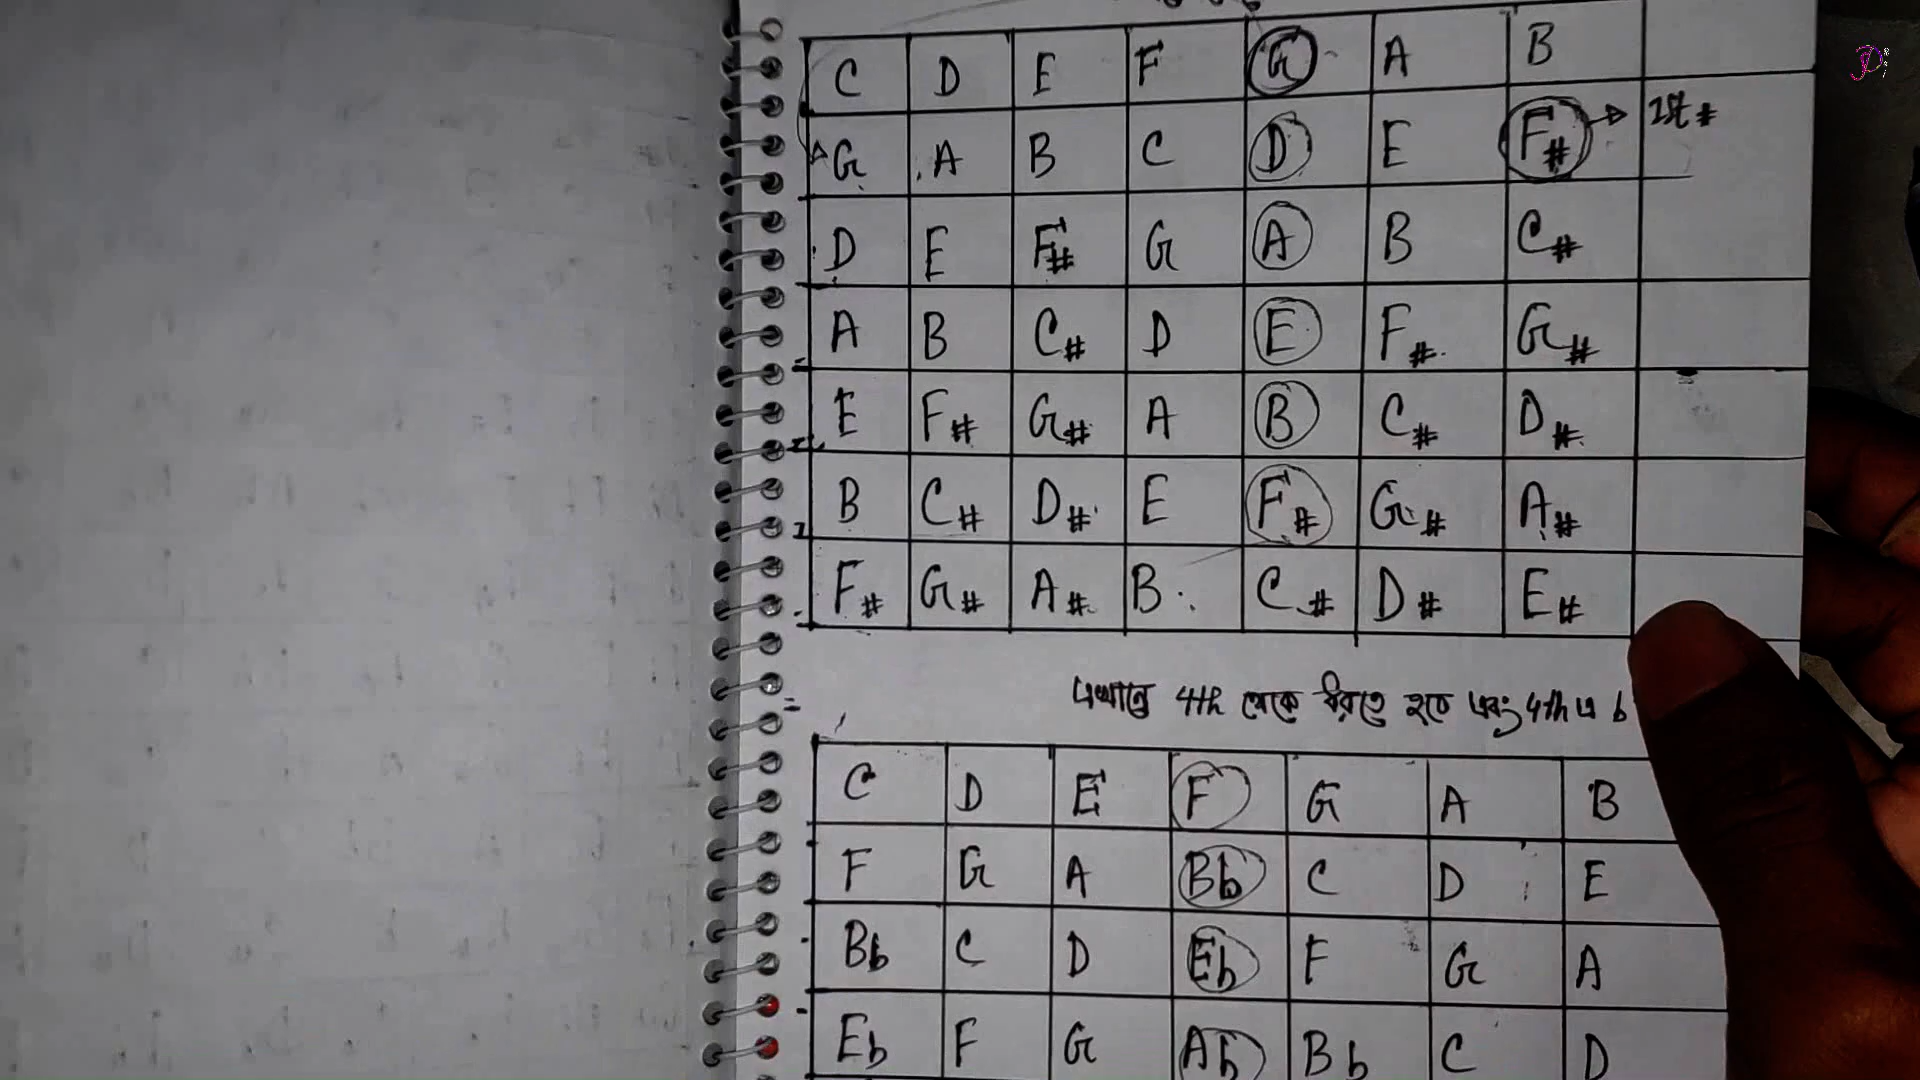 C D E F G A B
G A B C D E F# 1st #
D E F# G A B C#
A B C# D E F# G#
E F# G# A B C# D#
B C# D# E F# G# A#
F# G# A# B C# D# E#
এখানে 4th থেকে ধরতে হবে এবং 4th এ b
C D E F G A B
F G A Bb C D E
Bb C D Eb F G A
Eb F G Ab Bb C D